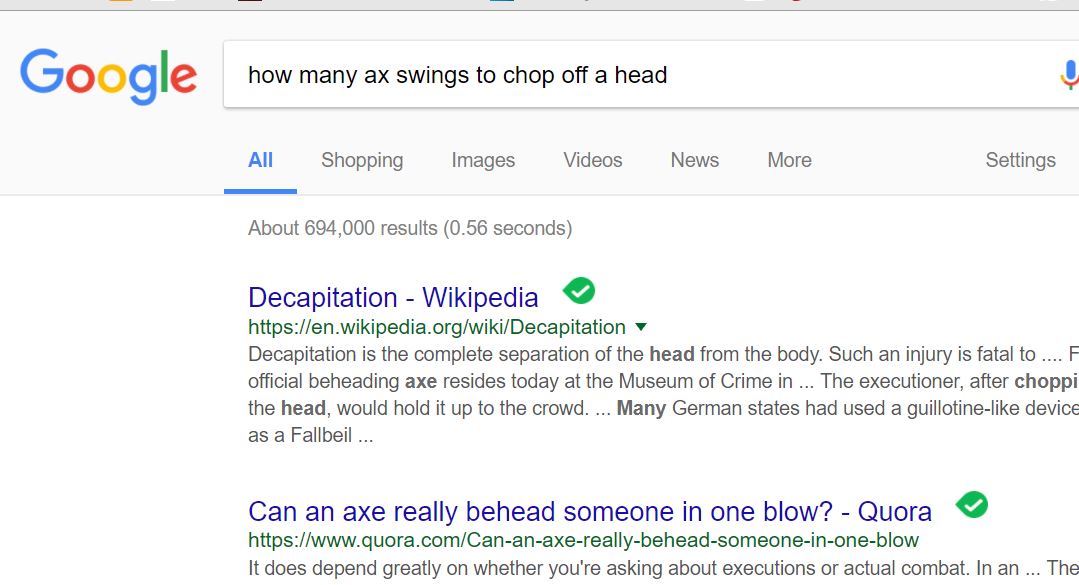 Google
how many ax swings to chop off a head
All Shopping Images Videos News More Settings
About 694,000 results (0.56 seconds)
Decapitation - Wikipedia
https://en.wikipedia.org/wiki/Decapitation
Decapitation is the complete separation of the head from the body. Such an injury is fatal to .... F
official beheading axe resides today at the Museum of Crime in ... The executioner, after choppi
the head, would hold it up to the crowd. ... Many German states had used a guillotine-like device
as a Fallbeil ...
Can an axe really behead someone in one blow? - Quora
https://www.quora.com/Can-an-axe-really-behead-someone-in-one-blow
It does depend greatly on whether you're asking about executions or actual combat. In an ... The